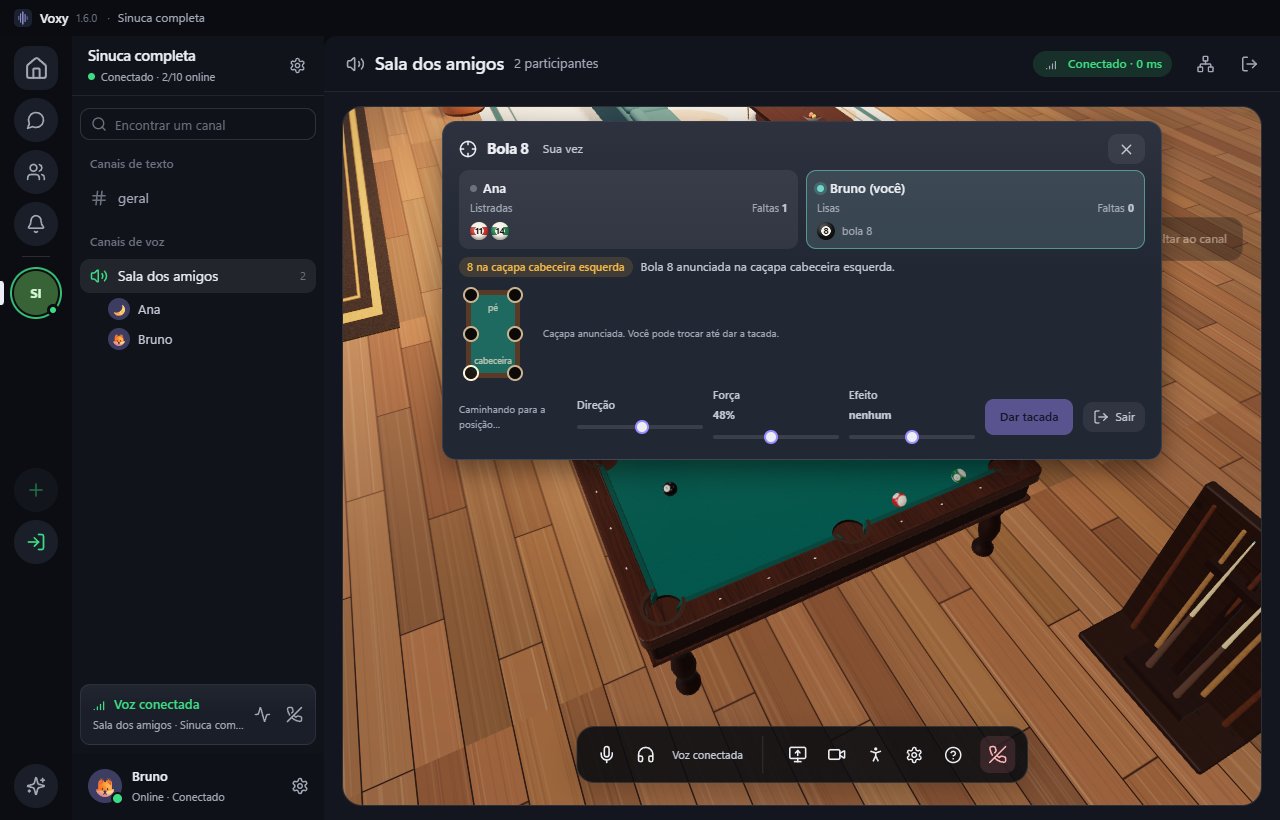 Voxy 1.6.0 · Sinuca completa
Sinuca completa
Conectado · 2/10 online
Encontrar um canal
Canais de texto
geral
Canais de voz
Sala dos amigos 2
Ana
Bruno
SI
Voz conectada
Sala dos amigos · Sinuca com...
Bruno
Online · Conectado
Sala dos amigos 2 participantes
Conectado · 0 ms
Bola 8 Sua vez
Ana
Listradas Faltas 1
11 14
Bruno (você)
Lisas Faltas 0
8 bola 8
ltar ao canal
8 na caçapa cabeceira esquerda Bola 8 anunciada na caçapa cabeceira esquerda.
pé
cabeceira
Caçapa anunciada. Você pode trocar até dar a tacada.
Caminhando para a
posição...
Direção
Força
48%
Efeito
nenhum
Dar tacada
Sair
Voz conectada